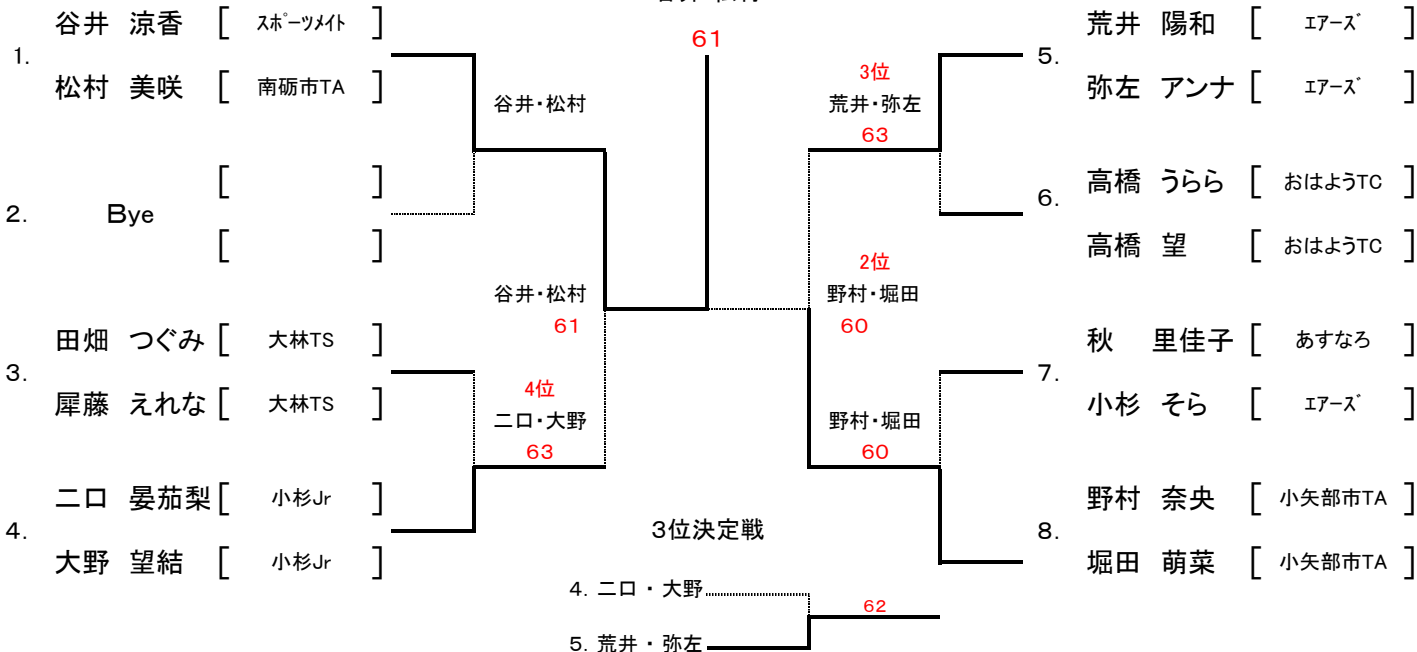 61
1.
谷井 涼香 [ ｽﾎﾟｰﾂﾒｲﾄ ]
松村 美咲 [ 南砺市TA ]
2.
Bye
[ ]
[ ]
3.
田畑 つぐみ [ 大林TS ]
犀藤 えれな [ 大林TS ]
4.
二口 晏茄梨 [ 小杉Jr ]
大野 望結 [ 小杉Jr ]
谷井・松村
谷井・松村
61
4位
二口・大野
63
3位
荒井・弥左
63
2位
野村・堀田
60
野村・堀田
60
5.
荒井 陽和 [ ｴｱｰｽﾞ ]
弥左 アンナ [ ｴｱｰｽﾞ ]
6.
高橋 うらら [ おはようTC ]
高橋 望 [ おはようTC ]
7.
秋 里佳子 [ あすなろ ]
小杉 そら [ ｴｱｰｽﾞ ]
8.
野村 奈央 [ 小矢部市TA ]
堀田 萌菜 [ 小矢部市TA ]
3位決定戦
4. 二口 ・ 大野
62
5. 荒井 ・ 弥左